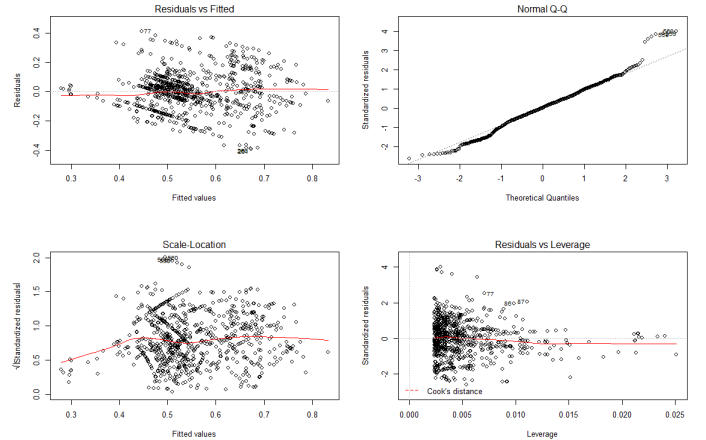 Residuals vs Fitted
Residuals
0.4
0.2
0.0
-0.2
-0.4
77
0.3 0.4 0.5 0.6 0.7 0.8
Fitted values
Normal Q-Q
Standardized residuals
4
3
2
1
0
-1
-2
-3 -2 -1 0 1 2 3
Theoretical Quantiles
Scale-Location
√|Standardized residuals|
2.0
1.5
1.0
0.5
0.0
0.3 0.4 0.5 0.6 0.7 0.8
Fitted values
Residuals vs Leverage
Standardized residuals
4
2
0
-2
77
86
87
Cook's distance
0.000 0.005 0.010 0.015 0.020 0.025
Leverage